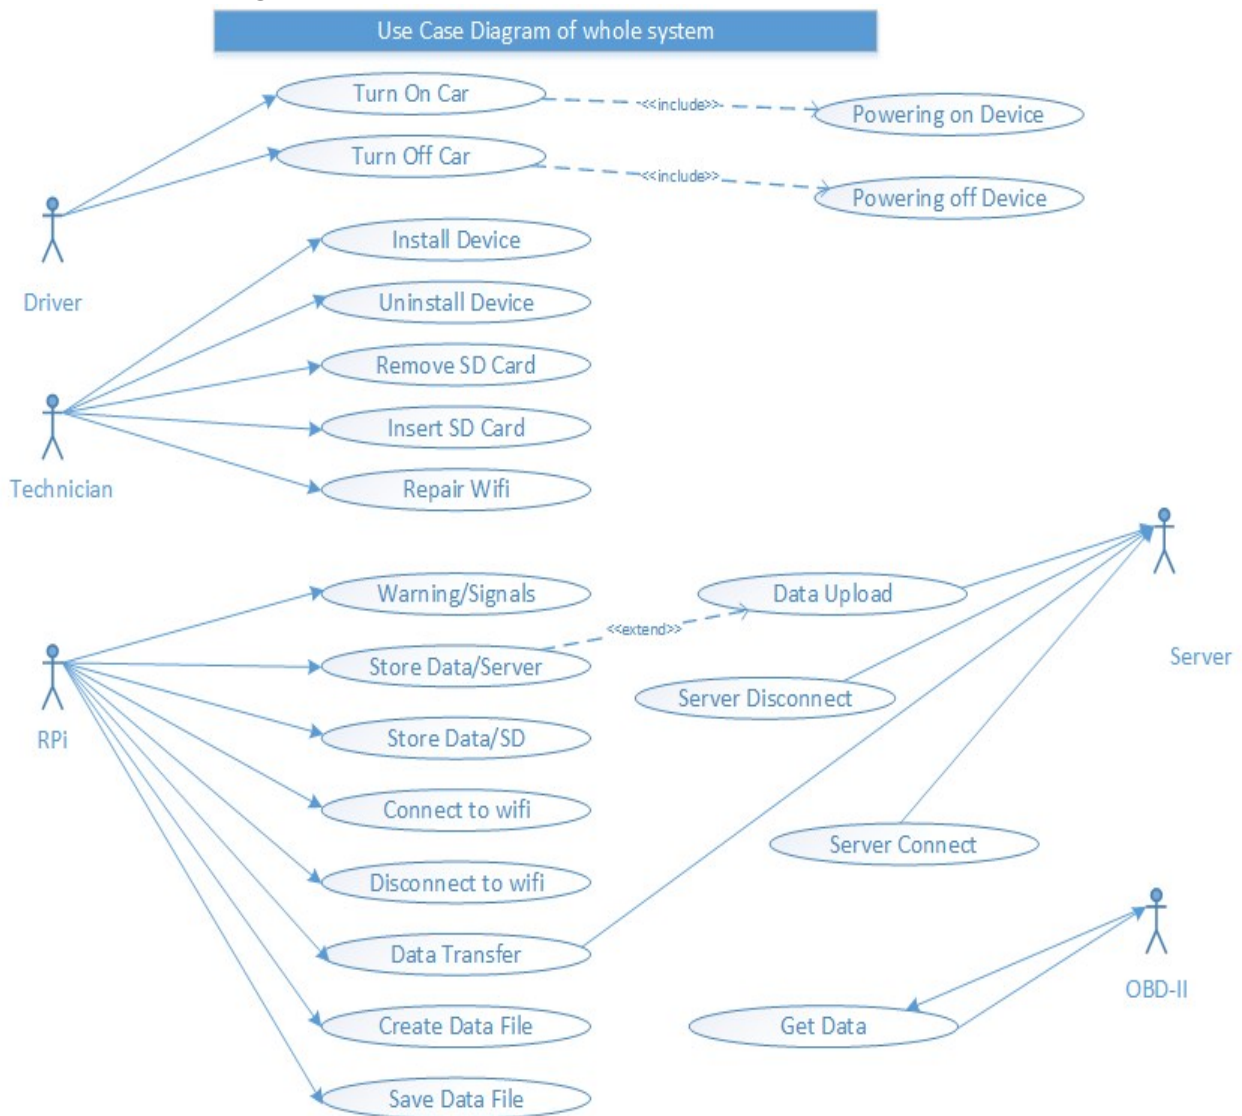 Use Case Diagram of whole system
Turn On Car
<<include>>
Powering on Device
Turn Off Car
<<include>>
Powering off Device
Install Device
Driver
Uninstall Device
Remove SD Card
Insert SD Card
Technician
Repair Wifi
Warning/Signals
Data Upload
<<extend>>
Store Data/Server
Server
Server Disconnect
RPi
Store Data/SD
Connect to wifi
Server Connect
Disconnect to wifi
Data Transfer
OBD-II
Create Data File
Get Data
Save Data File